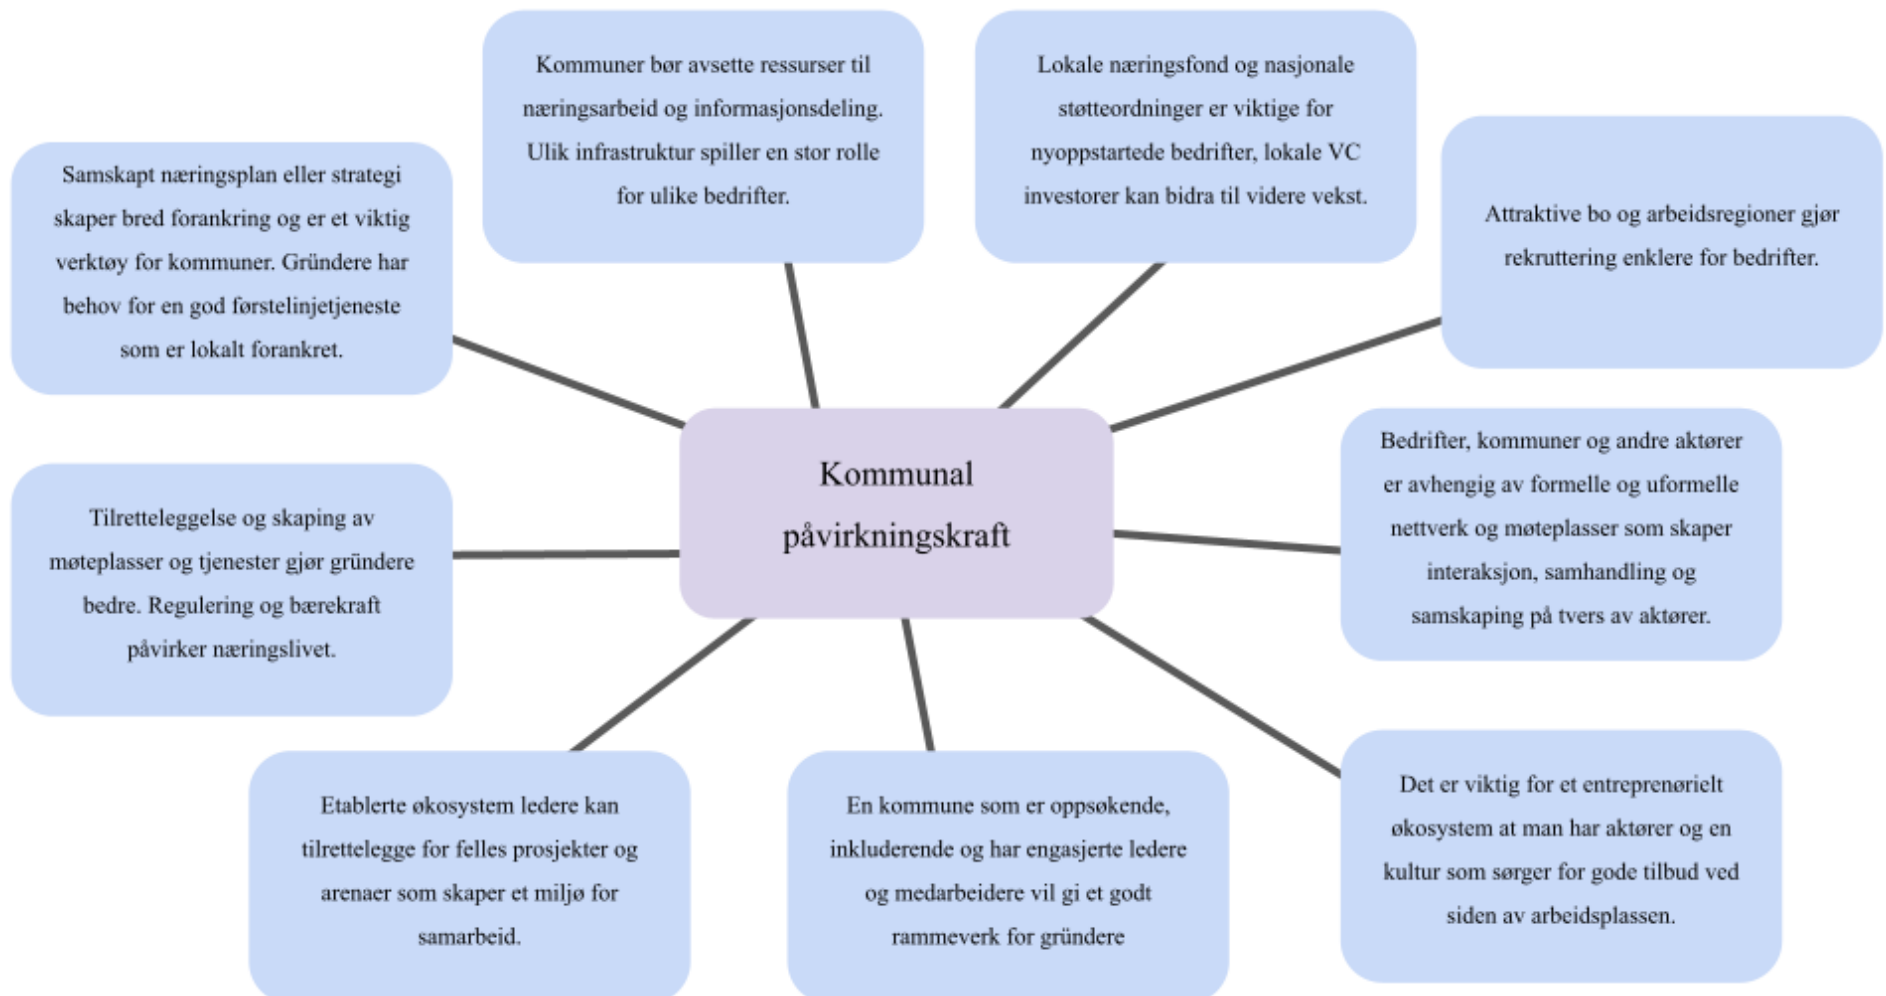 Kommuner bør avsette ressurser til
næringsarbeid og informasjonsdeling.
Ulik infrastruktur spiller en stor rolle
for ulike bedrifter.
Lokale næringsfond og nasjonale
støtteordninger er viktige for
nyoppstartede bedrifter, lokale VC
investorer kan bidra til videre vekst.
Samskapt næringsplan eller strategi
skaper bred forankring og er et viktig
verktøy for kommuner. Gründere har
behov for en god førstelinjetjeneste
som er lokalt forankret.
Attraktive bo og arbeidsregioner gjør
rekruttering enklere for bedrifter.
Kommunal
påvirkningskraft
Bedrifter, kommuner og andre aktører
er avhengig av formelle og uformelle
nettverk og møteplasser som skaper
interaksjon, samhandling og
samskaping på tvers av aktører.
Tilretteleggelse og skaping av
møteplasser og tjenester gjør gründere
bedre. Regulering og bærekraft
påvirker næringslivet.
Etablerte økosystem ledere kan
tilrettelegge for felles prosjekter og
arenaer som skaper et miljø for
samarbeid.
En kommune som er oppsøkende,
inkluderende og har engasjerte ledere
og medarbeidere vil gi et godt
rammeverk for gründere
Det er viktig for et entreprenørielt
økosystem at man har aktører og en
kultur som sørger for gode tilbud ved
siden av arbeidsplassen.